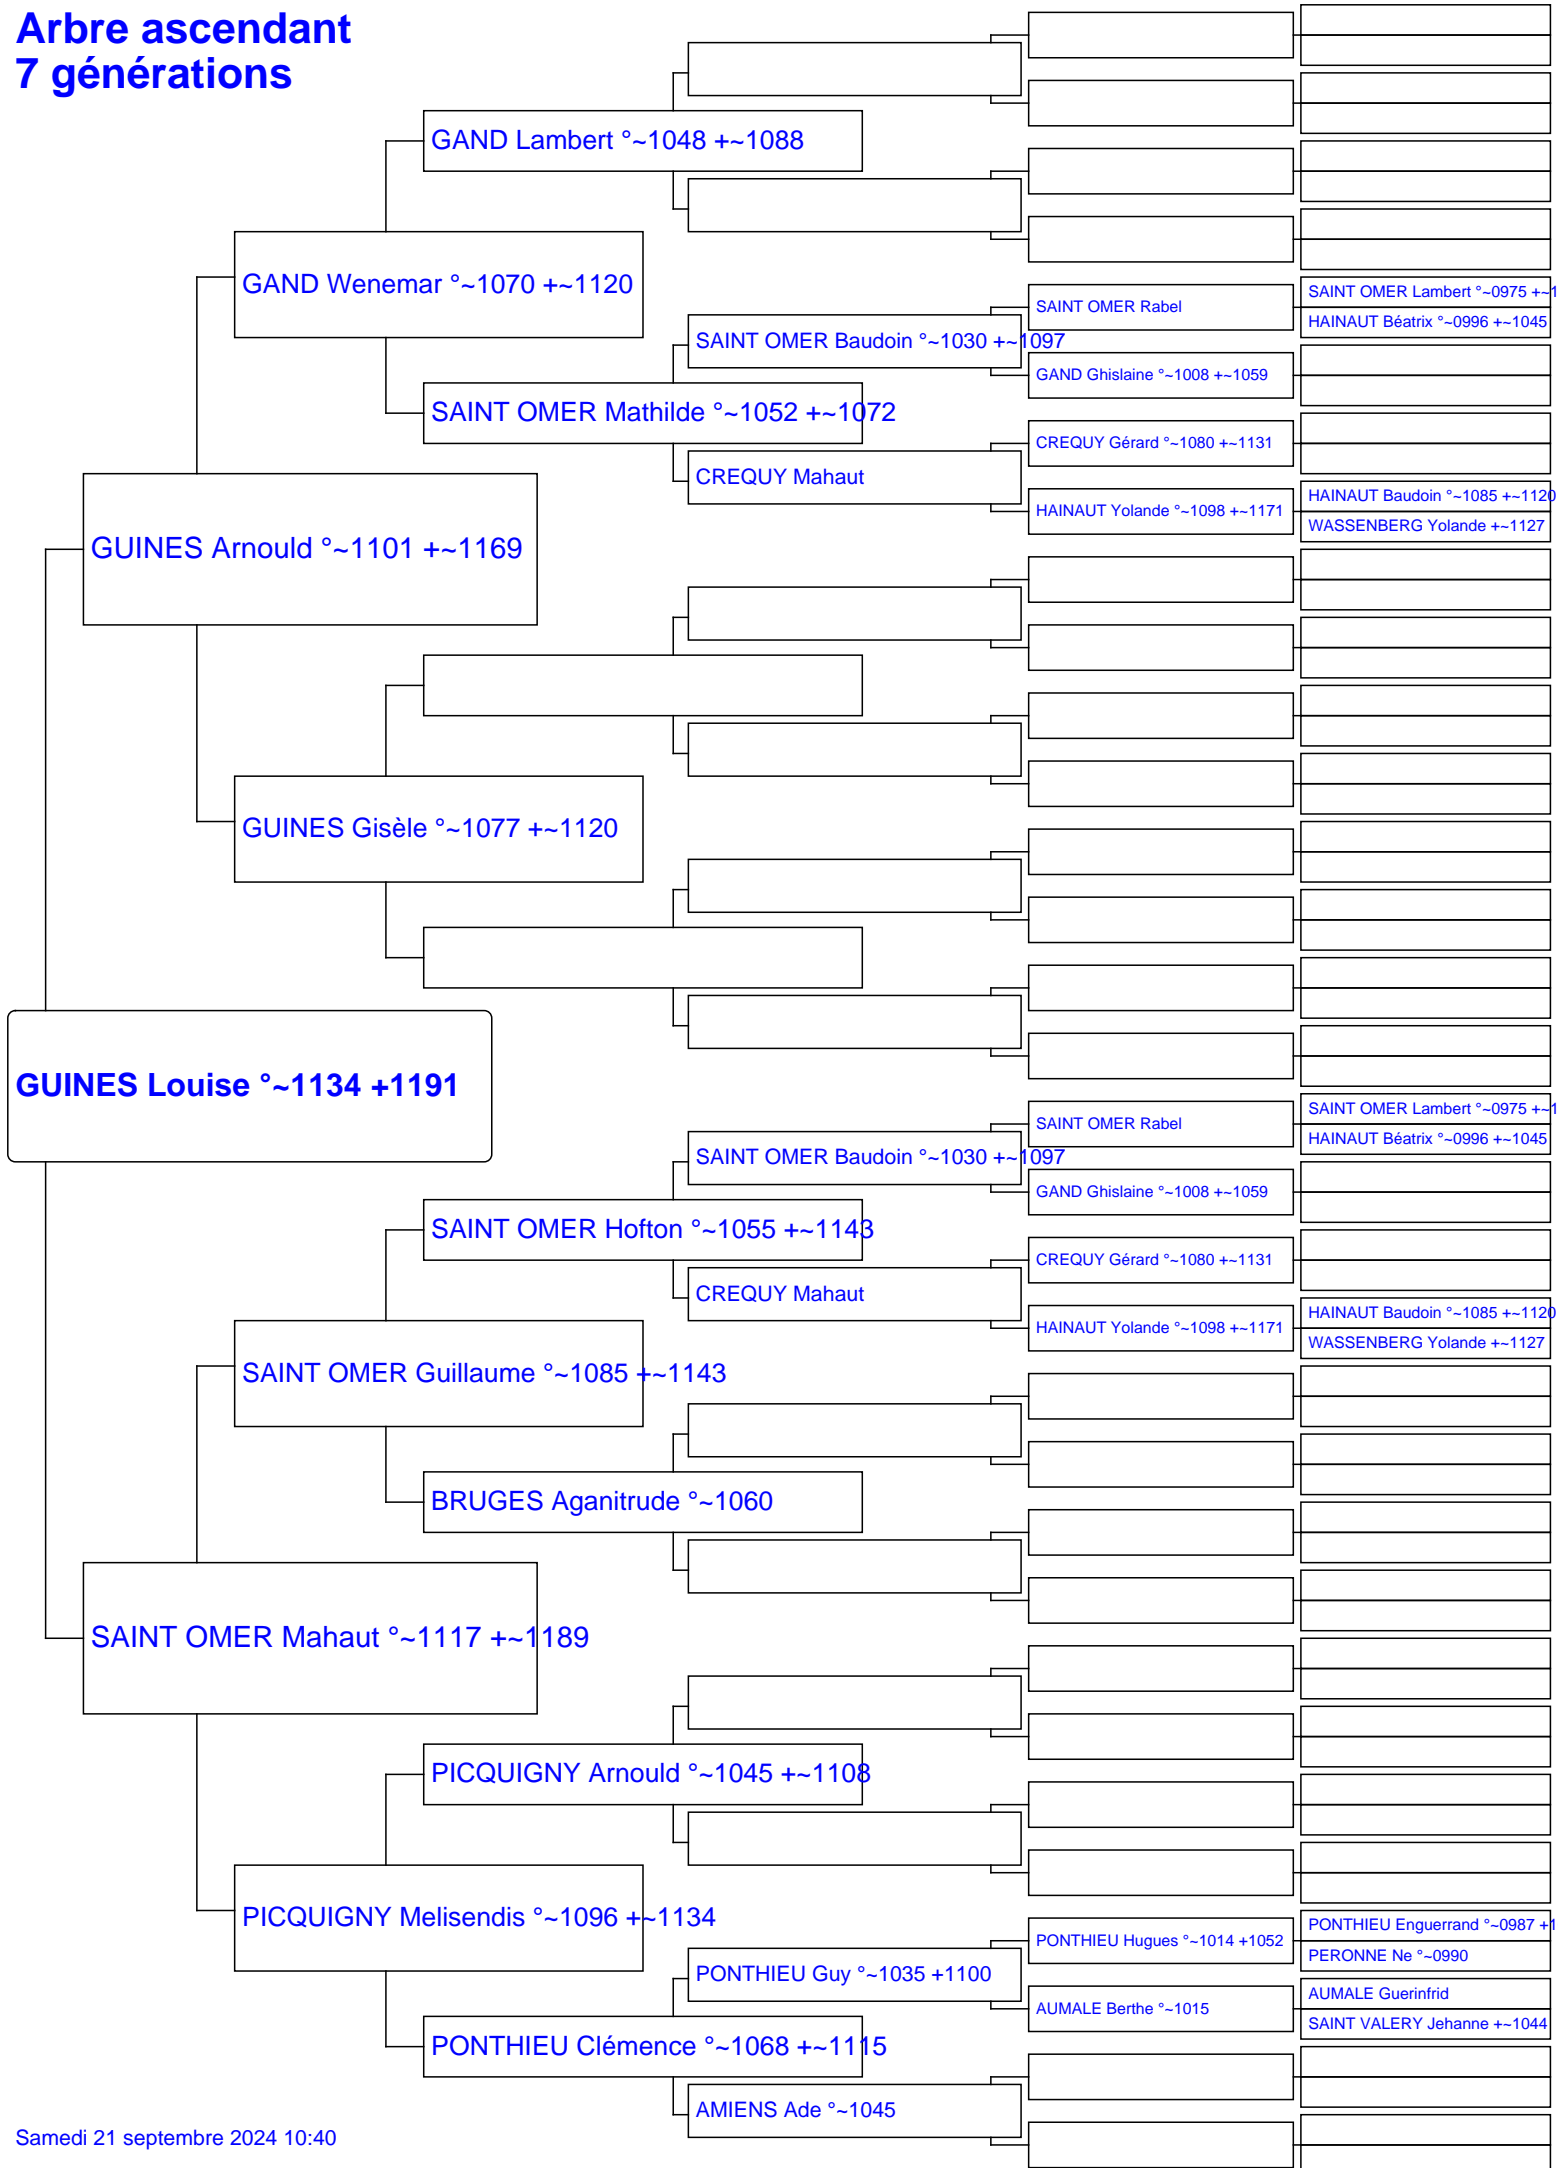 Arbre ascendant
7 générations
GAND Lambert °~1048 +~1088
GAND Wenemar °~1070 +~1120
SAINT OMER Lambert °~0975 +~1
SAINT OMER Rabel
HAINAUT Béatrix °~0996 +~1045
SAINT OMER Baudoin °~1030 +~1097
GAND Ghislaine °~1008 +~1059
SAINT OMER Mathilde °~1052 +~1072
CREQUY Gérard °~1080 +~1131
CREQUY Mahaut
HAINAUT Baudoin °~1085 +~1120
HAINAUT Yolande °~1098 +~1171
WASSENBERG Yolande +~1127
GUINES Arnould °~1101 +~1169
GUINES Gisèle °~1077 +~1120
GUINES Louise °~1134 +1191
SAINT OMER Lambert °~0975 +~1
SAINT OMER Rabel
HAINAUT Béatrix °~0996 +~1045
SAINT OMER Baudoin °~1030 +~1097
GAND Ghislaine °~1008 +~1059
SAINT OMER Hofton °~1055 +~1143
CREQUY Gérard °~1080 +~1131
CREQUY Mahaut
HAINAUT Baudoin °~1085 +~1120
HAINAUT Yolande °~1098 +~1171
WASSENBERG Yolande +~1127
SAINT OMER Guillaume °~1085 +~1143
BRUGES Aganitrude °~1060
SAINT OMER Mahaut °~1117 +~1189
PICQUIGNY Arnould °~1045 +~1108
PICQUIGNY Melisendis °~1096 +~1134
PONTHIEU Enguerrand °~0987 +1
PONTHIEU Hugues °~1014 +1052
PERONNE Ne °~0990
PONTHIEU Guy °~1035 +1100
AUMALE Guerinfrid
AUMALE Berthe °~1015
SAINT VALERY Jehanne +~1044
PONTHIEU Clémence °~1068 +~1115
AMIENS Ade °~1045
Samedi 21 septembre 2024 10:40